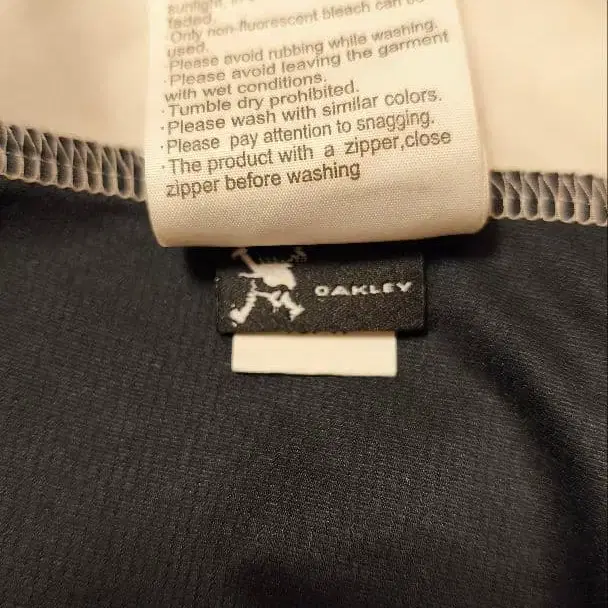 sunlight, in
faded.
·Only non-fluorescent bleach can be
used.
·Please avoid rubbing while washing.
·Please avoid leaving the garment
with wet conditions.
·Tumble dry prohibited.
·Please wash with similar colors.
·Please pay attention to snagging.
·The product with a zipper,close
zipper before washing
OAKLEY